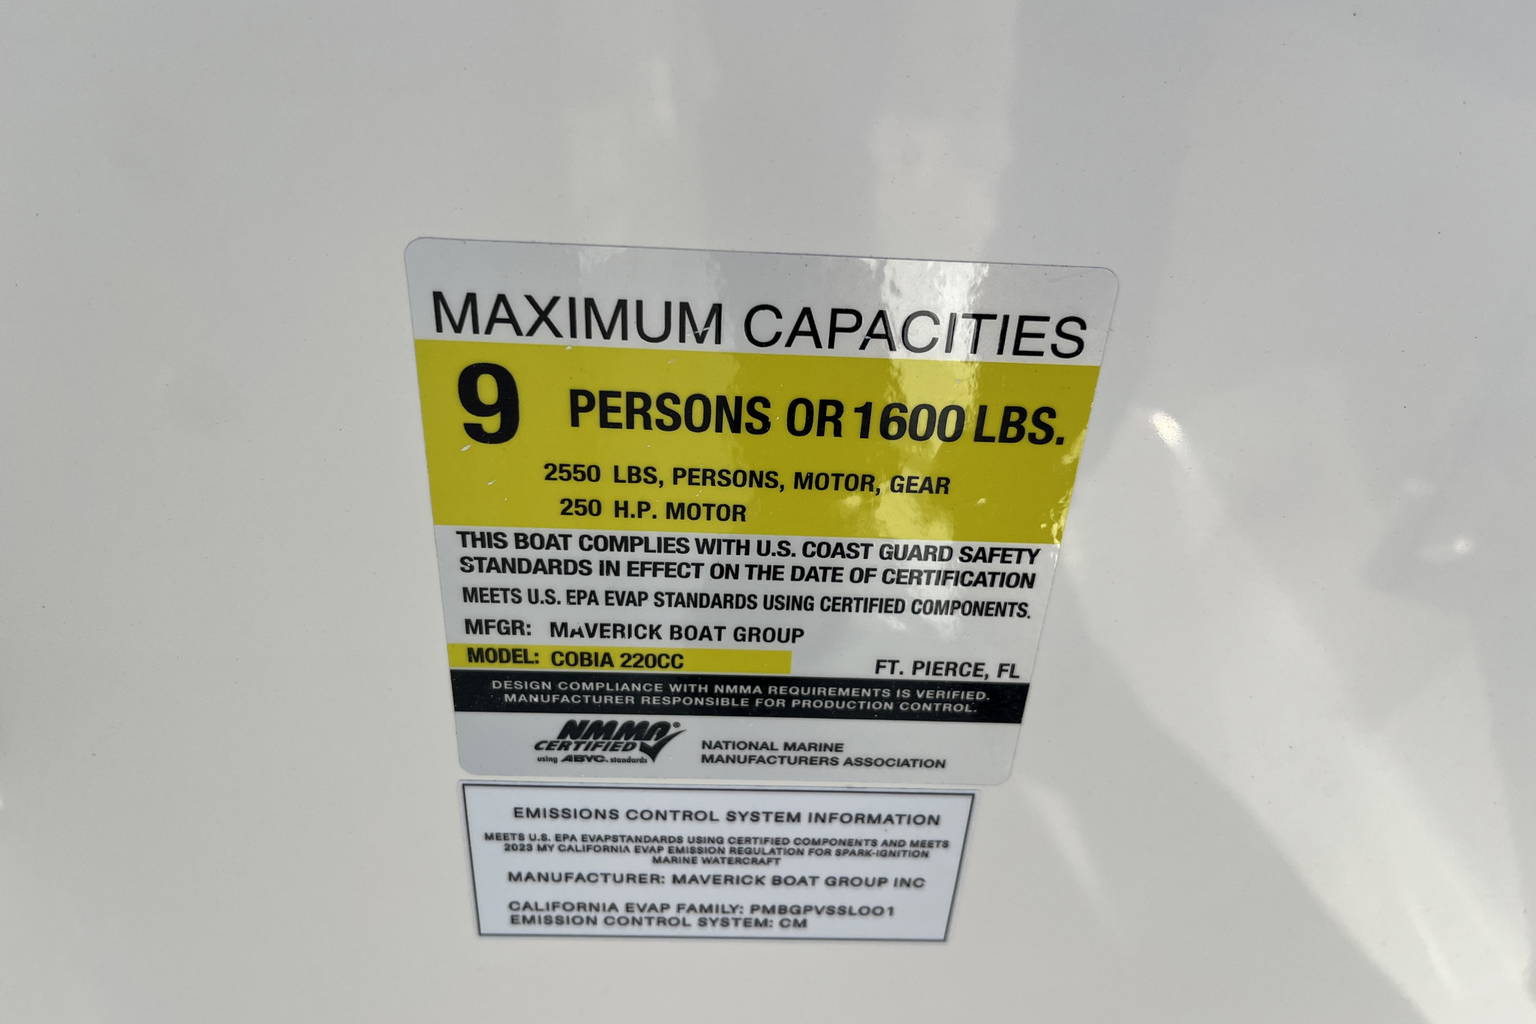 MAXIMUM CAPACITIES
9 PERSONS OR 1600 LBS.
2550 LBS, PERSONS, MOTOR, GEAR
250 H.P. MOTOR
THIS BOAT COMPLIES WITH U.S. COAST GUARD SAFETY
STANDARDS IN EFFECT ON THE DATE OF CERTIFICATION
MEETS U.S. EPA EVAP STANDARDS USING CERTIFIED COMPONENTS.
MFGR: MAVERICK BOAT GROUP
MODEL: COBIA 220CC
FT. PIERCE, FL
DESIGN COMPLIANCE WITH NMMA REQUIREMENTS IS VERIFIED.
MANUFACTURER RESPONSIBLE FOR PRODUCTION CONTROL.
NMMA®
CERTIFIED
using ABYC. standards
NATIONAL MARINE
MANUFACTURERS ASSOCIATION
EMISSIONS CONTROL SYSTEM INFORMATION
MEETS U.S. EPA EVAPSTANDARDS USING CERTIFIED COMPONENTS AND MEETS
2023 MY CALIFORNIA EVAP EMISSION REGULATION FOR SPARK-IGNITION
MARINE WATERCRAFT
MANUFACTURER: MAVERICK BOAT GROUP INC
CALIFORNIA EVAP FAMILY: PMBGPVSSL001
EMISSION CONTROL SYSTEM: CM